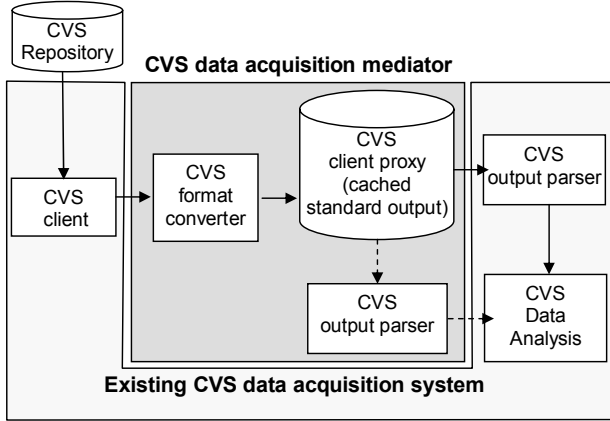 CVS
Repository
CVS data acquisition mediator
CVS
client
CVS
format
converter
CVS
client proxy
(cached
standard output)
CVS
output parser
CVS
output parser
CVS
Data
Analysis
Existing CVS data acquisition system